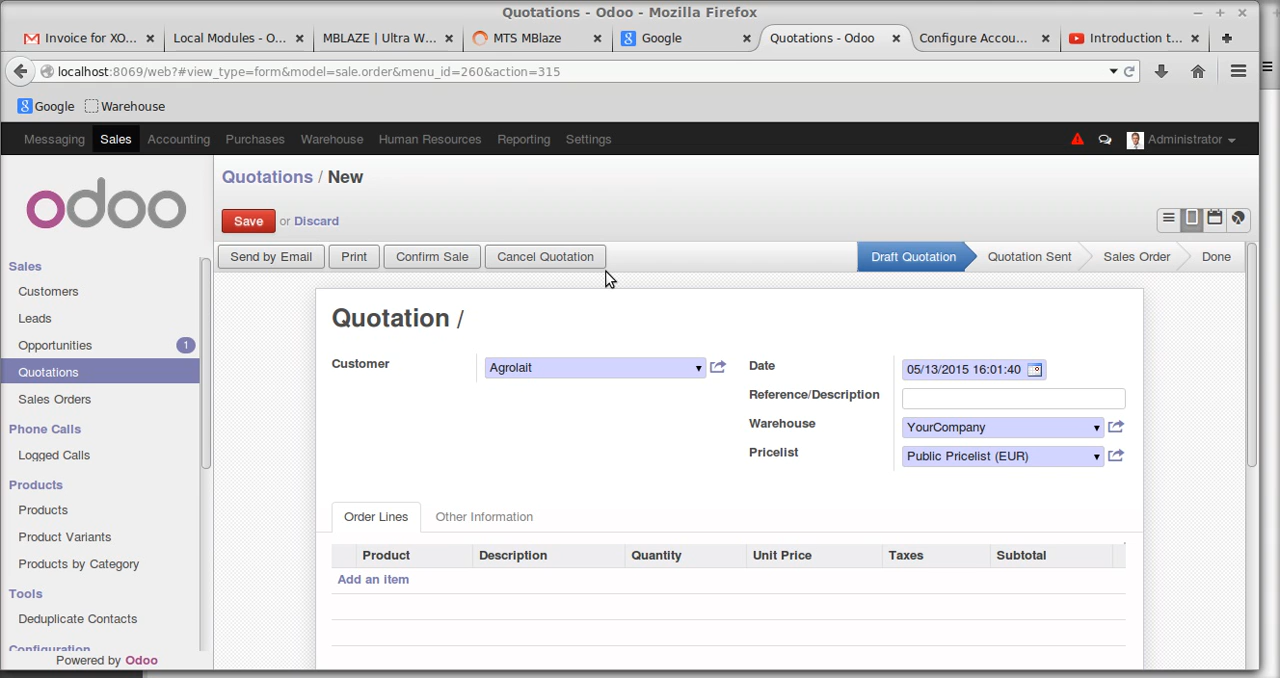 Quotations - Odoo - Mozilla Firefox
Invoice for XO... Local Modules - O... MBLAZE | Ultra W... MTS MBlaze Google Quotations - Odoo Configure Accou... Introduction t...
localhost:8069/web?#view_type=form&model=sale.order&menu_id=260&action=315
Google Warehouse
Messaging Sales Accounting Purchases Warehouse Human Resources Reporting Settings Administrator
odoo
Quotations / New
Save or Discard
Send by Email Print Confirm Sale Cancel Quotation Draft Quotation Quotation Sent Sales Order Done
Sales
Customers
Leads
Opportunities 1
Quotations
Sales Orders
Phone Calls
Logged Calls
Products
Products
Product Variants
Products by Category
Tools
Deduplicate Contacts
Configuration
Powered by Odoo
Quotation /
Customer Agrolait
Date 05/13/2015 16:01:40
Reference/Description
Warehouse YourCompany
Pricelist Public Pricelist (EUR)
Order Lines Other Information
Product Description Quantity Unit Price Taxes Subtotal
Add an item